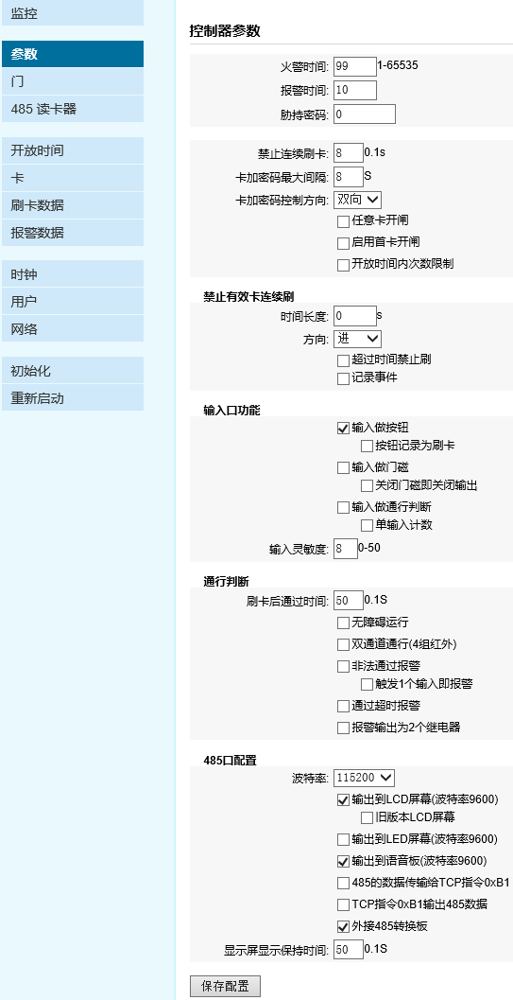 监控
参数
门
485 读卡器
开放时间
卡
刷卡数据
报警数据
时钟
用户
网络
初始化
重新启动
控制器参数
火警时间: 99 1-65535
报警时间: 10
胁持密码: 0
禁止连续刷卡: 8 0.1s
卡加密码最大间隔: 8 S
卡加密码控制方向: 双向
任意卡开闸
启用首卡开闸
开放时间内次数限制
禁止有效卡连续刷
时间长度: 0 s
方向: 进
超过时间禁止刷
记录事件
输入口功能
输入做按钮
按钮记录为刷卡
输入做门磁
关闭门磁即关闭输出
输入做通行判断
单输入计数
输入灵敏度: 8 0-50
通行判断
刷卡后通过时间: 50 0.1S
无障碍运行
双通道通行(4组红外)
非法通过报警
触发1个输入即报警
通过超时报警
报警输出为2个继电器
485口配置
波特率: 115200
输出到LCD屏幕(波特率9600)
旧版本LCD屏幕
输出到LED屏幕(波特率9600)
输出到语音板(波特率9600)
485的数据传输给TCP指令0xB1
TCP指令0xB1输出485数据
外接485转换板
显示屏显示保持时间: 50 0.1S
保存配置